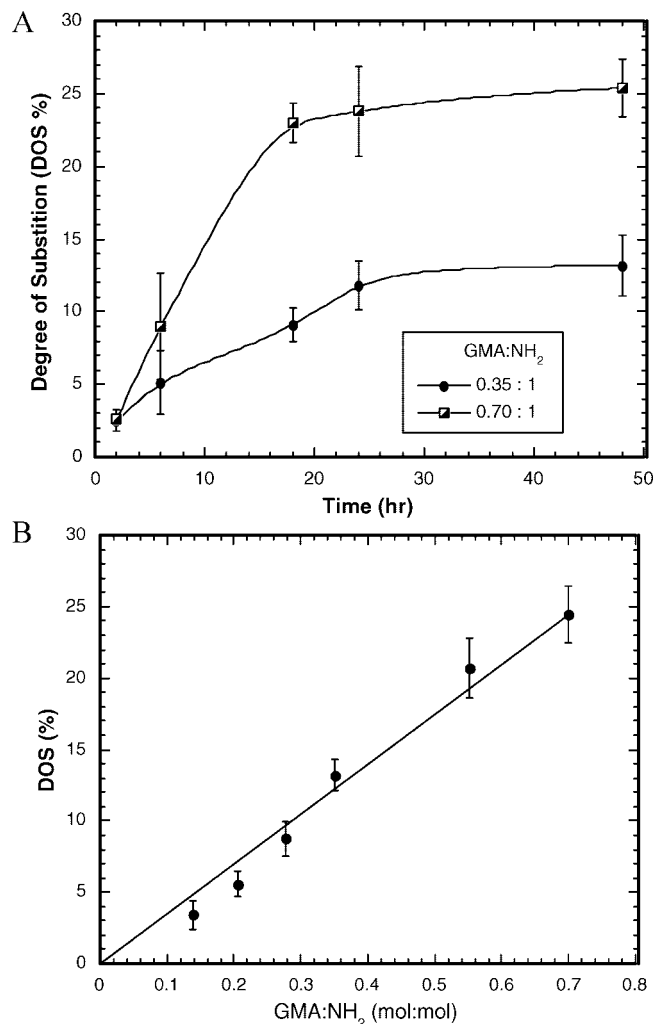 A
30
25
20
15
10
5
0
Degree of Substition (DOS %)
GMA:NH2
0.35 : 1
0.70 : 1
0 10 20 30 40 50
Time (hr)
B
30
25
20
15
10
5
0
DOS (%)
0 0.1 0.2 0.3 0.4 0.5 0.6 0.7 0.8
GMA:NH2 (mol:mol)